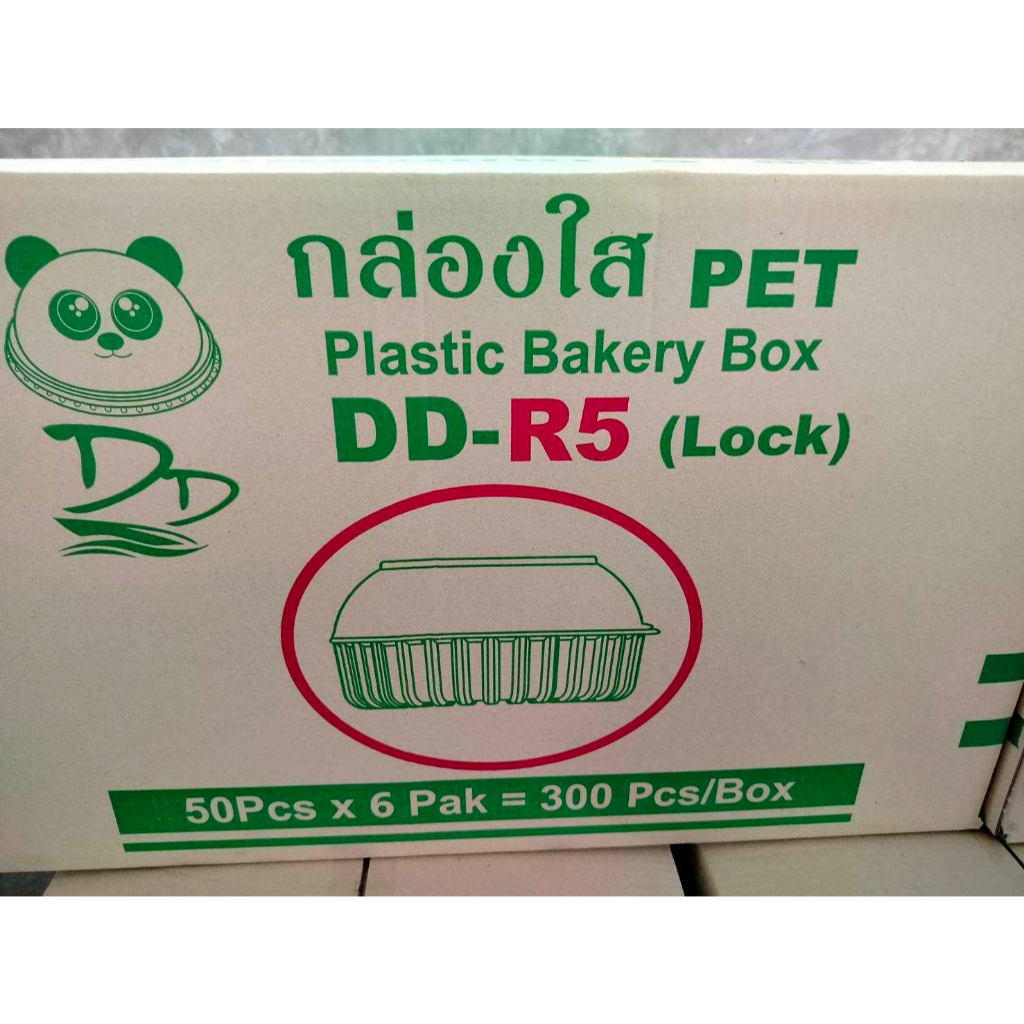 กล่องใส PET
Plastic Bakery Box
DD-R5 (Lock)
DD
50Pcs x 6 Pak = 300 Pcs/Box